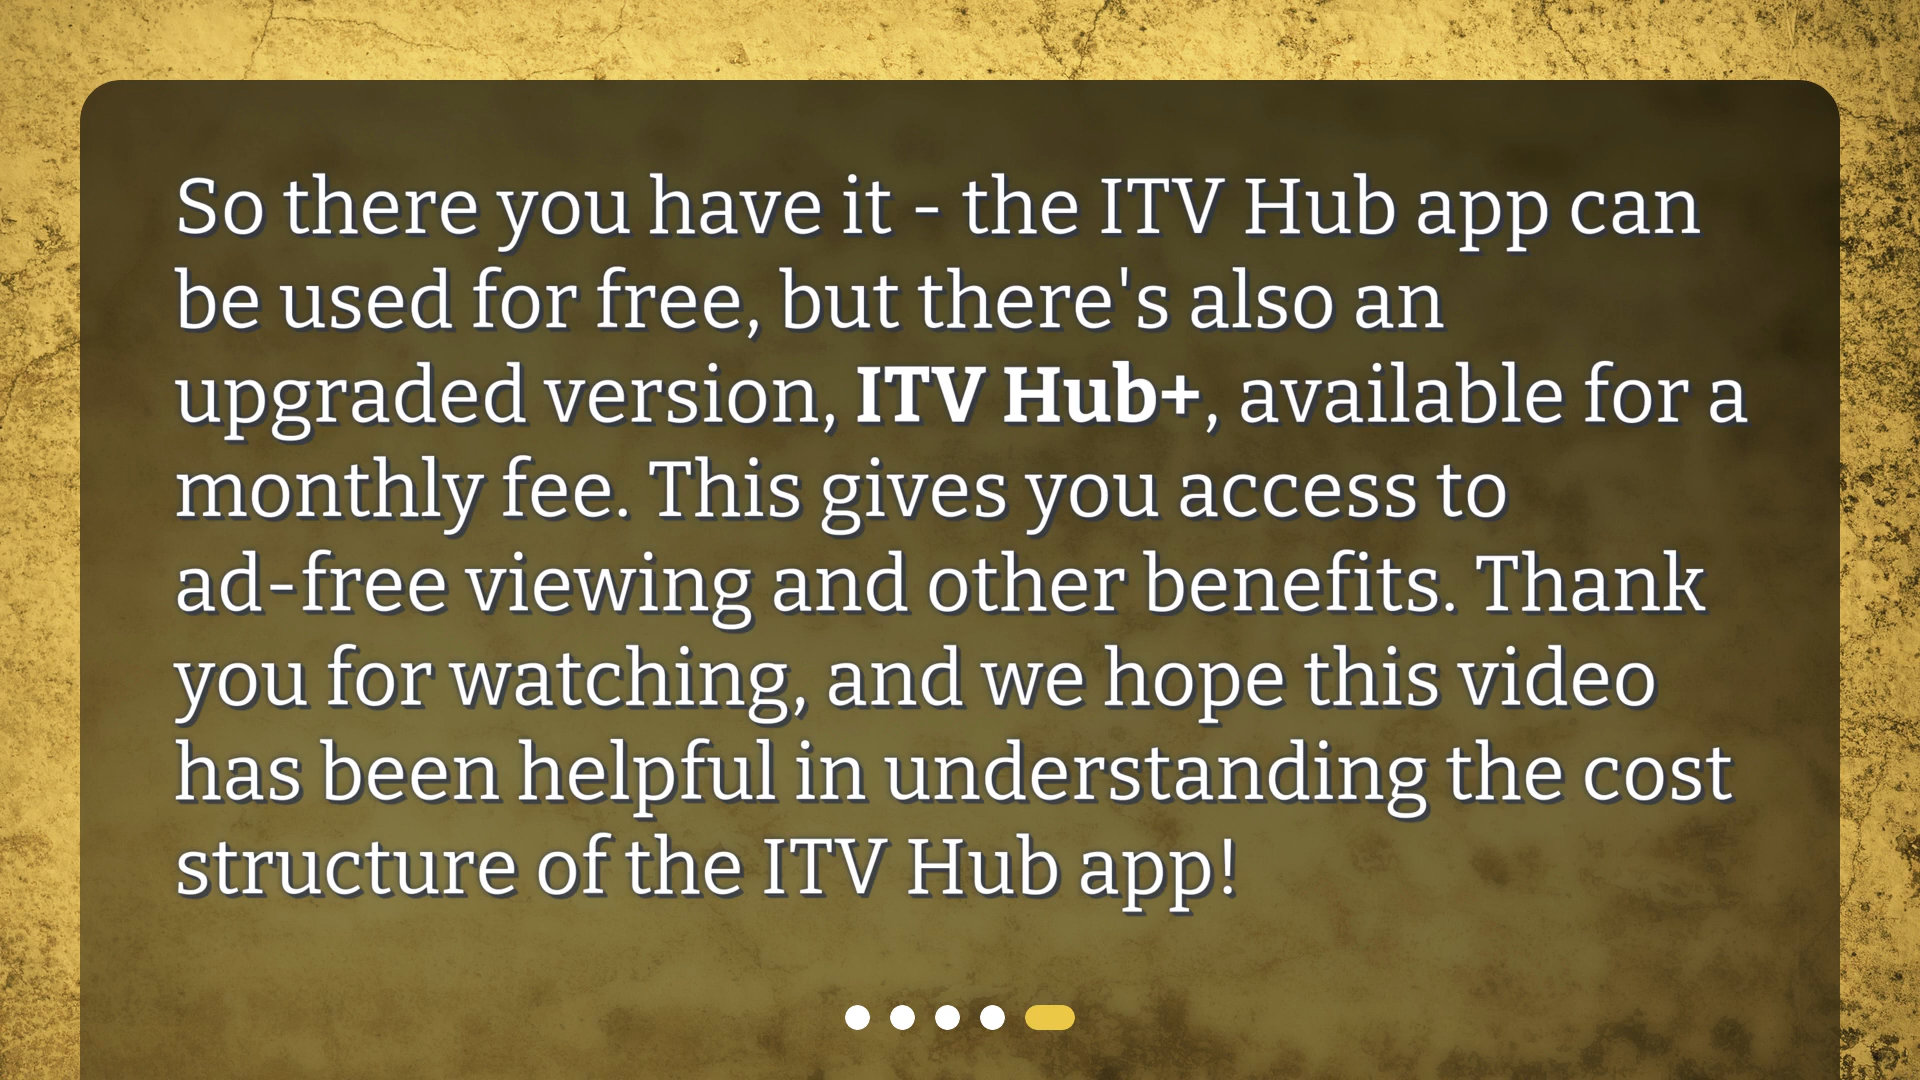 So there you have it - the ITV Hub app can
be used for free, but there's also an
upgraded version, ITV Hub+, available for a
monthly fee. This gives you access to
ad-free viewing and other benefits. Thank
you for watching, and we hope this video
has been helpful in understanding the cost
structure of the ITV Hub app!